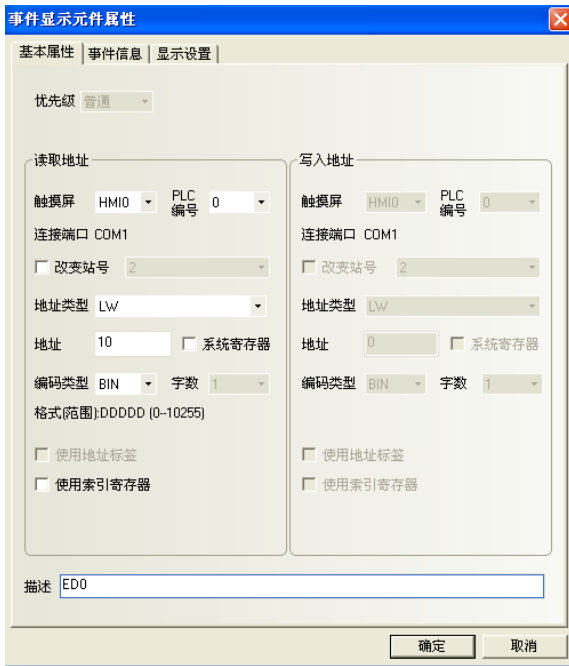 事件显示元件属性
基本属性 事件信息 显示设置
优先级 普通
读取地址
触摸屏 HMI0 PLC编号 0
连接端口 COM1
改变站号 2
地址类型 LW
地址 10 系统寄存器
编码类型 BIN 字数 1
格式(范围):DDDDD (0--10255)
使用地址标签
使用索引寄存器
写入地址
触摸屏 HMI0 PLC编号 0
连接端口 COM1
改变站号 2
地址类型 LW
地址 0 系统寄存器
编码类型 BIN 字数 1
使用地址标签
使用索引寄存器
描述 ED0
确定 取消